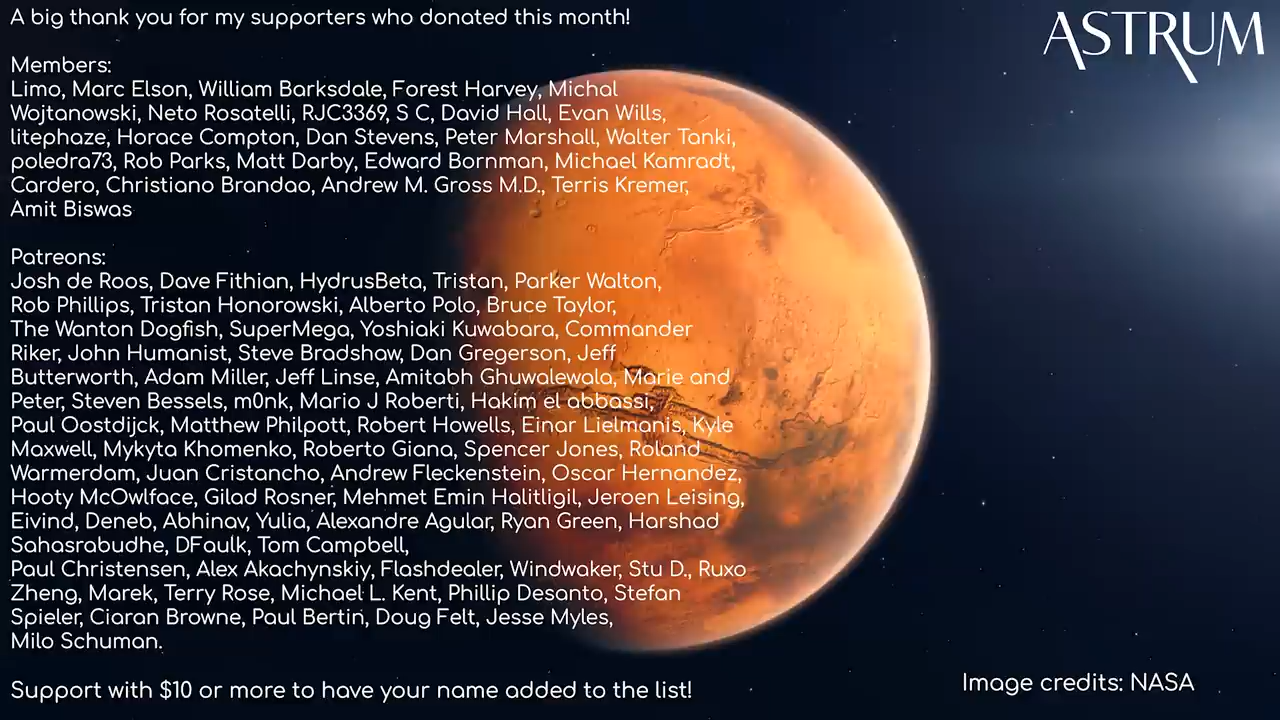 A big thank you for my supporters who donated this month!
ASTRUM
Members:
Limo, Marc Elson, William Barksdale, Forest Harvey, Michal
Wojtanowski, Neto Rosatelli, RJC3369, S C, David Hall, Evan Wills,
litephaze, Horace Compton, Dan Stevens, Peter Marshall, Walter Tanki,
poledra73, Rob Parks, Matt Darby, Edward Bornman, Michael Kamradt,
Cardero, Christiano Brandao, Andrew M. Gross M.D., Terris Kremer,
Amit Biswas
Patreons:
Josh de Roos, Dave Fithian, HydrusBeta, Tristan, Parker Walton,
Rob Phillips, Tristan Honorowski, Alberto Polo, Bruce Taylor,
The Wanton Dogfish, SuperMega, Yoshiaki Kuwabara, Commander
Riker, John Humanist, Steve Bradshaw, Dan Gregerson, Jeff
Butterworth, Adam Miller, Jeff Linse, Amitabh Ghuwalewala, Marie and
Peter, Steven Bessels, m0nk, Mario J Roberti, Hakim el abbassi,
Paul Oostdijck, Matthew Philpott, Robert Howells, Einar Lielmanis, Kyle
Maxwell, Mykyta Khomenko, Roberto Giana, Spencer Jones, Roland
Warmerdam, Juan Cristancho, Andrew Fleckenstein, Oscar Hernandez,
Hooty McOwlface, Gilad Rosner, Mehmet Emin Halitligil, Jeroen Leising,
Eivind, Deneb, Abhinav, Yulia, Alexandre Agular, Ryan Green, Harshad
Sahasrabudhe, DFaulk, Tom Campbell,
Paul Christensen, Alex Akachynskiy, Flashdealer, Windwaker, Stu D., Ruxo
Zheng, Marek, Terry Rose, Michael L. Kent, Phillip Desanto, Stefan
Spieler, Ciaran Browne, Paul Bertin, Doug Felt, Jesse Myles,
Milo Schuman.
Support with $10 or more to have your name added to the list!
Image credits: NASA